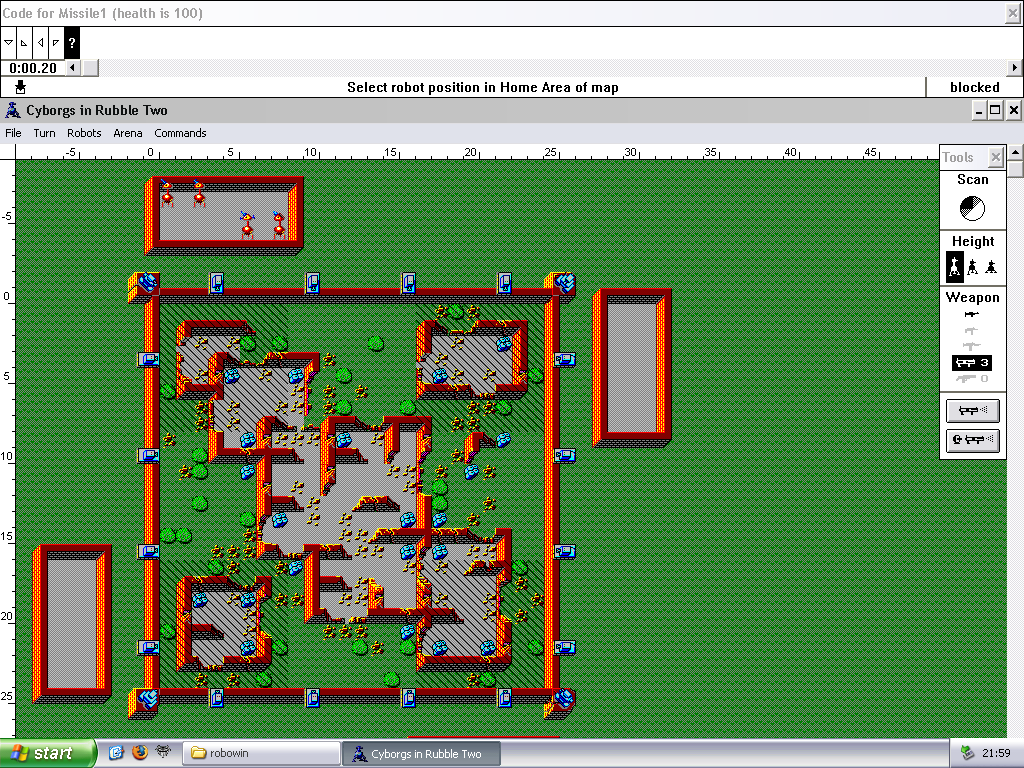 Code for Missile1 (health is 100)
?
0:00.20
Select robot position in Home Area of map
blocked
Cyborgs in Rubble Two
File Turn Robots Arena Commands
-5 0 5 10 15 20 25 30 35 40 45
Tools
Scan
Height
Weapon
3
0
-5
0
5
10
15
20
25
start
robowin
Cyborgs in Rubble Two
21:59